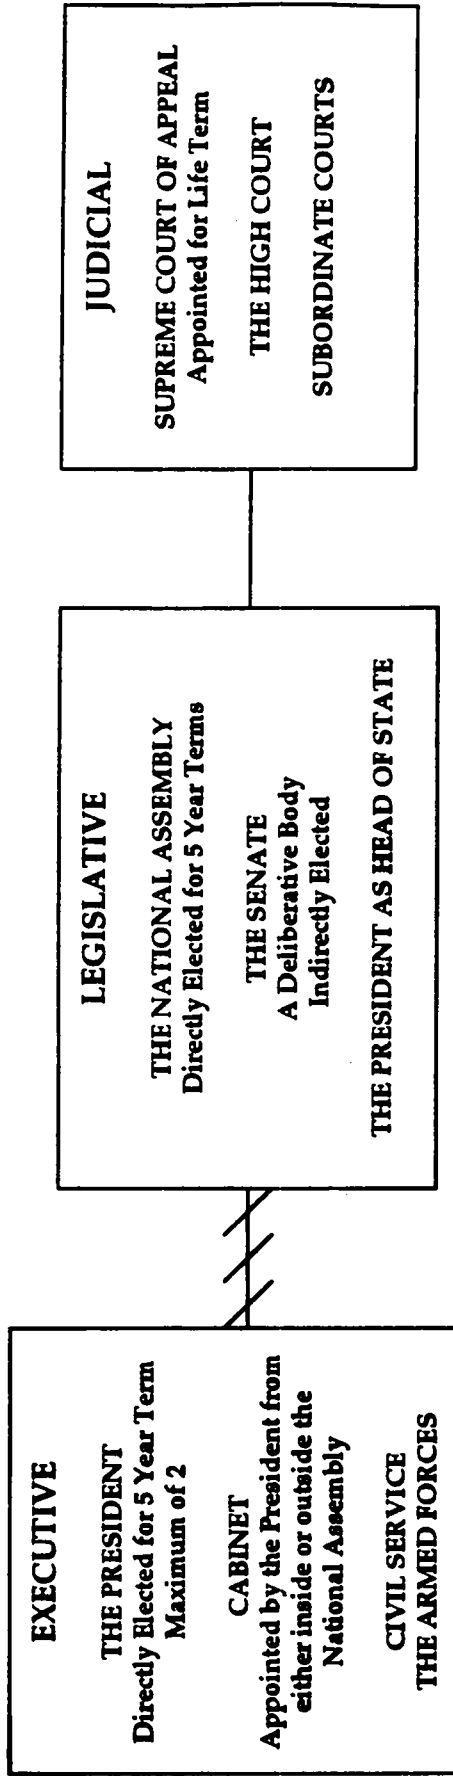 EXECUTIVE
THE PRESIDENT
Directly Elected for 5 Year Term
Maximum of 2
CABINET
Appointed by the President from
either inside or outside the
National Assembly
CIVIL SERVICE
THE ARMED FORCES
LEGISLATIVE
THE NATIONAL ASSEMBLY
Directly Elected for 5 Year Terms
THE SENATE
A Deliberative Body
Indirectly Elected
THE PRESIDENT AS HEAD OF STATE
JUDICIAL
SUPREME COURT OF APPEAL
Appointed for Life Term
THE HIGH COURT
SUBORDINATE COURTS